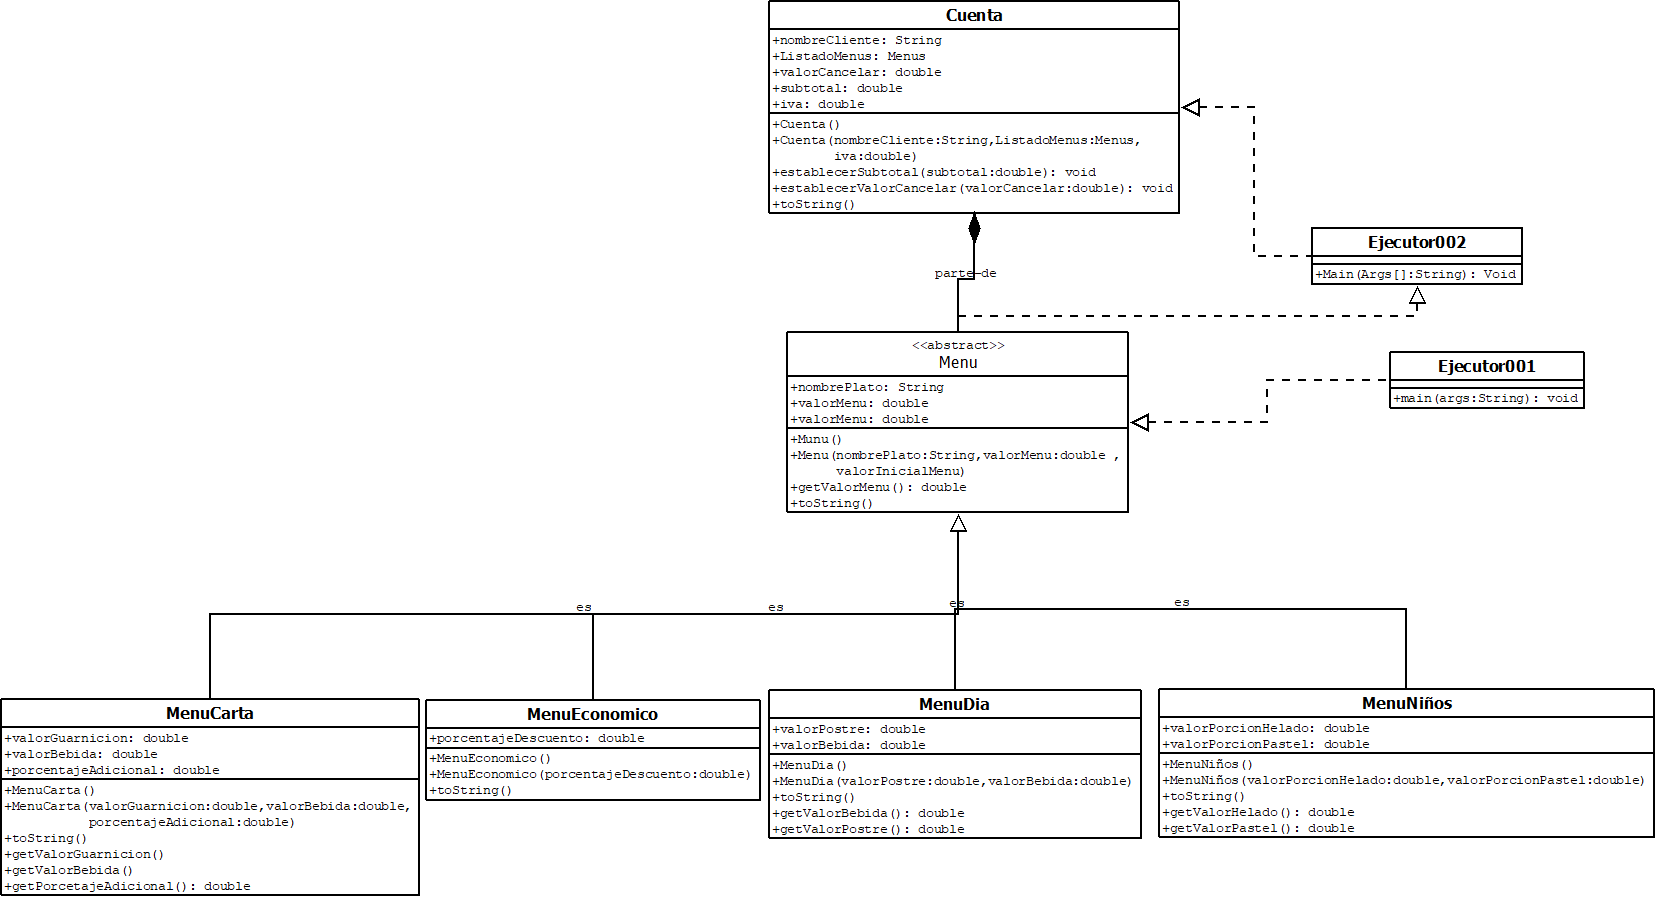 Cuenta
+nombreCliente: String
+ListadoMenus: Menus
+valorCancelar: double
+subtotal: double
+iva: double
+Cuenta()
+Cuenta(nombreCliente:String,ListadoMenus:Menus,
iva:double)
+establecerSubtotal(subtotal:double): void
+establecerValorCancelar(valorCancelar:double): void
+toString()
Ejecutor002
+Main(Args[]:String): Void
parte-de
<<abstract>>
Menu
+nombrePlato: String
+valorMenu: double
+valorMenu: double
+Munu()
+Menu(nombrePlato:String,valorMenu:double ,
valorInicialMenu)
+getValorMenu(): double
+toString()
Ejecutor001
+main(args:String): void
es
es
es
es
MenuCarta
+valorGuarnicion: double
+valorBebida: double
+porcentajeAdicional: double
+MenuCarta()
+MenuCarta(valorGuarnicion:double,valorBebida:double,
porcentajeAdicional:double)
+toString()
+getValorGuarnicion()
+getValorBebida()
+getPorcetajeAdicional(): double
MenuEconomico
+porcentajeDescuento: double
+MenuEconomico()
+MenuEconomico(porcentajeDescuento:double)
+toString()
MenuDia
+valorPostre: double
+valorBebida: double
+MenuDia()
+MenuDia(valorPostre:double,valorBebida:double)
+toString()
+getValorBebida(): double
+getValorPostre(): double
MenuNiños
+valorPorcionHelado: double
+valorPorcionPastel: double
+MenuNiños()
+MenuNiños(valorPorcionHelado:double,valorPorcionPastel:double)
+toString()
+getValorHelado(): double
+getValorPastel(): double